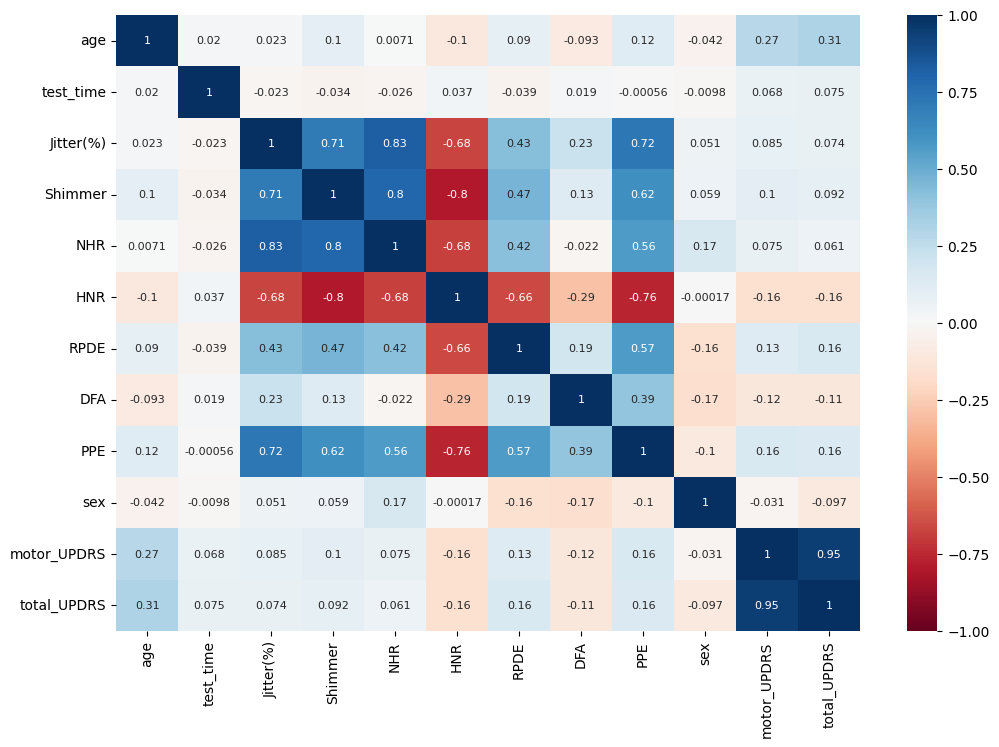 age 1 0.02 0.023 0.1 0.0071 -0.1 0.09 -0.093 0.12 -0.042 0.27 0.31
test_time 0.02 1 -0.023 -0.034 -0.026 0.037 -0.039 0.019 -0.00056 -0.0098 0.068 0.075
Jitter(%) 0.023 -0.023 1 0.71 0.83 -0.68 0.43 0.23 0.72 0.051 0.085 0.074
Shimmer 0.1 -0.034 0.71 1 0.8 -0.8 0.47 0.13 0.62 0.059 0.1 0.092
NHR 0.0071 -0.026 0.83 0.8 1 -0.68 0.42 -0.022 0.56 0.17 0.075 0.061
HNR -0.1 0.037 -0.68 -0.8 -0.68 1 -0.66 -0.29 -0.76 -0.00017 -0.16 -0.16
RPDE 0.09 -0.039 0.43 0.47 0.42 -0.66 1 0.19 0.57 -0.16 0.13 0.16
DFA -0.093 0.019 0.23 0.13 -0.022 -0.29 0.19 1 0.39 -0.17 -0.12 -0.11
PPE 0.12 -0.00056 0.72 0.62 0.56 -0.76 0.57 0.39 1 -0.1 0.16 0.16
sex -0.042 -0.0098 0.051 0.059 0.17 -0.00017 -0.16 -0.17 -0.1 1 -0.031 -0.097
motor_UPDRS 0.27 0.068 0.085 0.1 0.075 -0.16 0.13 -0.12 0.16 -0.031 1 0.95
total_UPDRS 0.31 0.075 0.074 0.092 0.061 -0.16 0.16 -0.11 0.16 -0.097 0.95 1
age test_time Jitter(%) Shimmer NHR HNR RPDE DFA PPE sex motor_UPDRS total_UPDRS
1.00
0.75
0.50
0.25
0.00
−0.25
−0.50
−0.75
−1.00